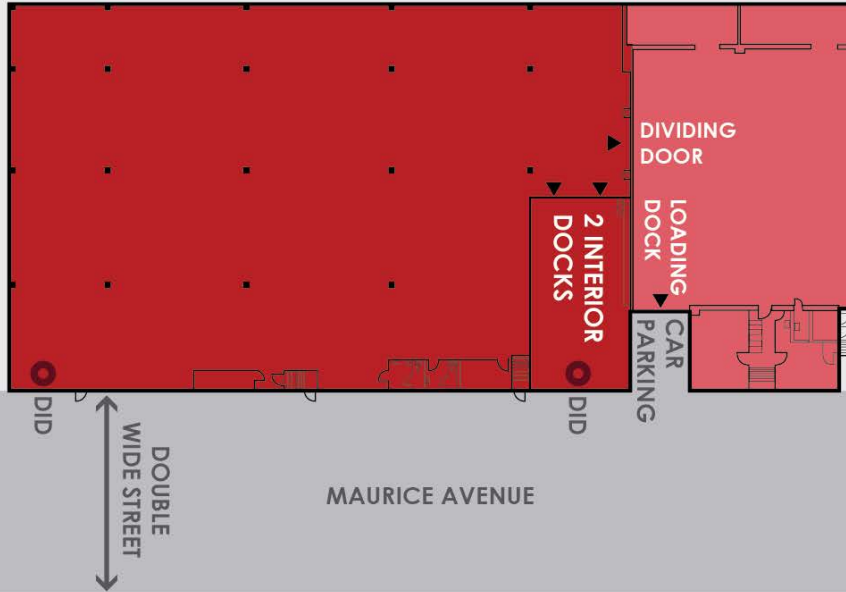 DIVIDING
DOOR
LOADING
DOCK
2 INTERIOR
DOCKS
CAR
PARKING
DID
DID
DOUBLE
WIDE STREET
MAURICE AVENUE